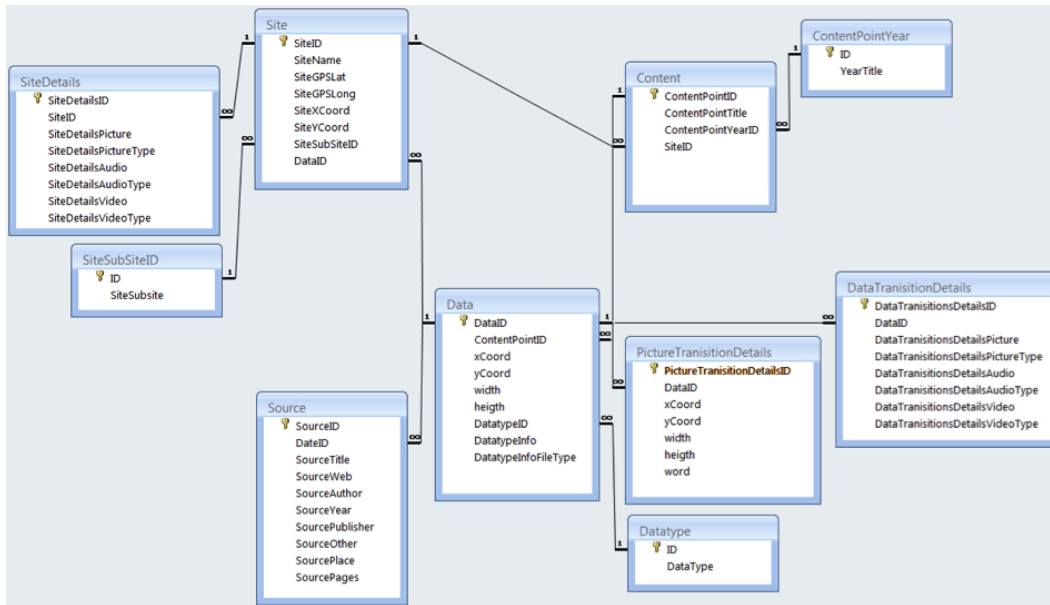 Site
SiteID
SiteName
SiteGPSLat
SiteGPSLong
SiteXCoord
SiteYCoord
SiteSubSiteID
DataID
1
1
∞
∞
SiteDetails
SiteDetailsID
SiteID
SiteDetailsPicture
SiteDetailsPictureType
SiteDetailsAudio
SiteDetailsAudioType
SiteDetailsVideo
SiteDetailsVideoType
∞
SiteSubSiteID
ID
SiteSubsite
1
ContentPointYear
ID
YearTitle
1
Content
ContentPointID
ContentPointTitle
ContentPointYearID
SiteID
1
∞
∞
Data
DataID
ContentPointID
xCoord
yCoord
width
heigth
DatatypeID
DatatypeInfo
DatatypeInfoFileType
1
1
∞
∞
Source
SourceID
DateID
SourceTitle
SourceWeb
SourceAuthor
SourceYear
SourcePublisher
SourceOther
SourcePlace
SourcePages
∞
PictureTranisitionDetails
PictureTranisitionDetailsID
DataID
xCoord
yCoord
width
heigth
word
∞
DataTranisitionDetails
DataTranisitionsDetailsID
DataID
DataTranisitionsDetailsPicture
DataTranisitionsDetailsPictureType
DataTranisitionsDetailsAudio
DataTranisitionsDetailsAudioType
DataTranisitionsDetailsVideo
DataTranisitionsDetailsVideoType
∞
Datatype
ID
DataType
1